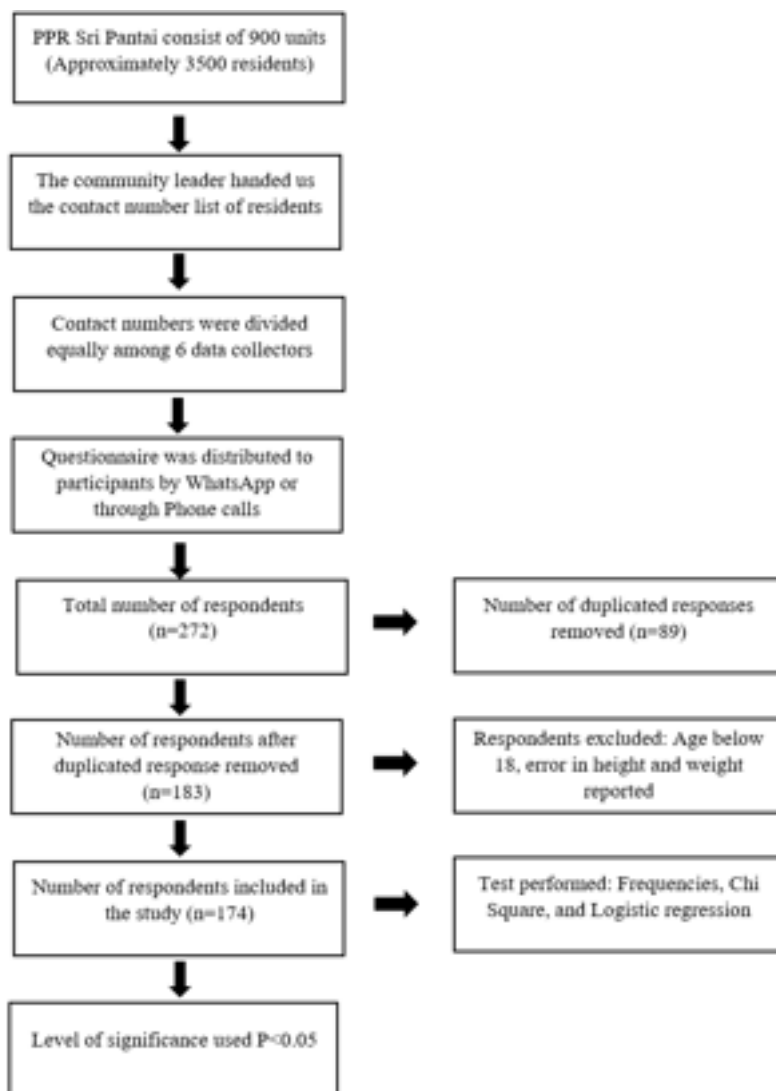 PPR Sri Pantai consist of 900 units
(Approximately 3500 residents)
The community leader handed us
the contact number list of residents
Contact numbers were divided
equally among 6 data collectors
Questionnaire was distributed to
participants by WhatsApp or
through Phone calls
Total number of respondents
(n=272)
Number of duplicated responses
removed (n=89)
Number of respondents after
duplicated response removed
(n=183)
Respondents excluded: Age below
18, error in height and weight
reported
Number of respondents included in
the study (n=174)
Test performed: Frequencies, Chi
Square, and Logistic regression
Level of significance used P<0.05